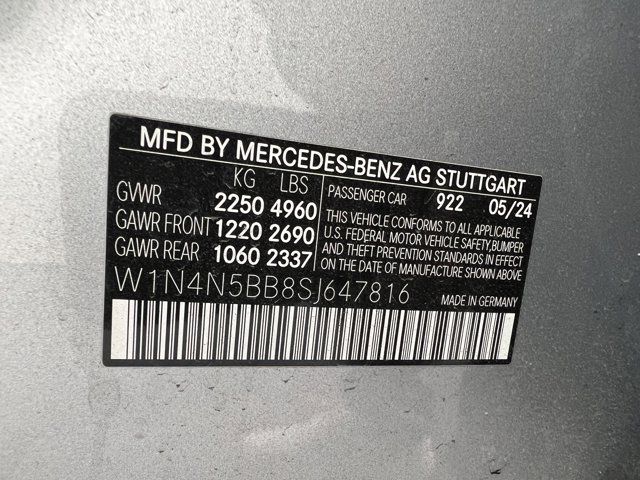 MFD BY MERCEDES-BENZ AG STUTTGART
KG LBS
GVWR 2250 4960
GAWR FRONT 1220 2690
GAWR REAR 1060 2337
PASSENGER CAR 922 05/24
THIS VEHICLE CONFORMS TO ALL APPLICABLE
U.S. FEDERAL MOTOR VEHICLE SAFETY, BUMPER
AND THEFT PREVENTION STANDARDS IN EFFECT
ON THE DATE OF MANUFACTURE SHOWN ABOVE.
W1N4N5BB8SJ647816
MADE IN GERMANY